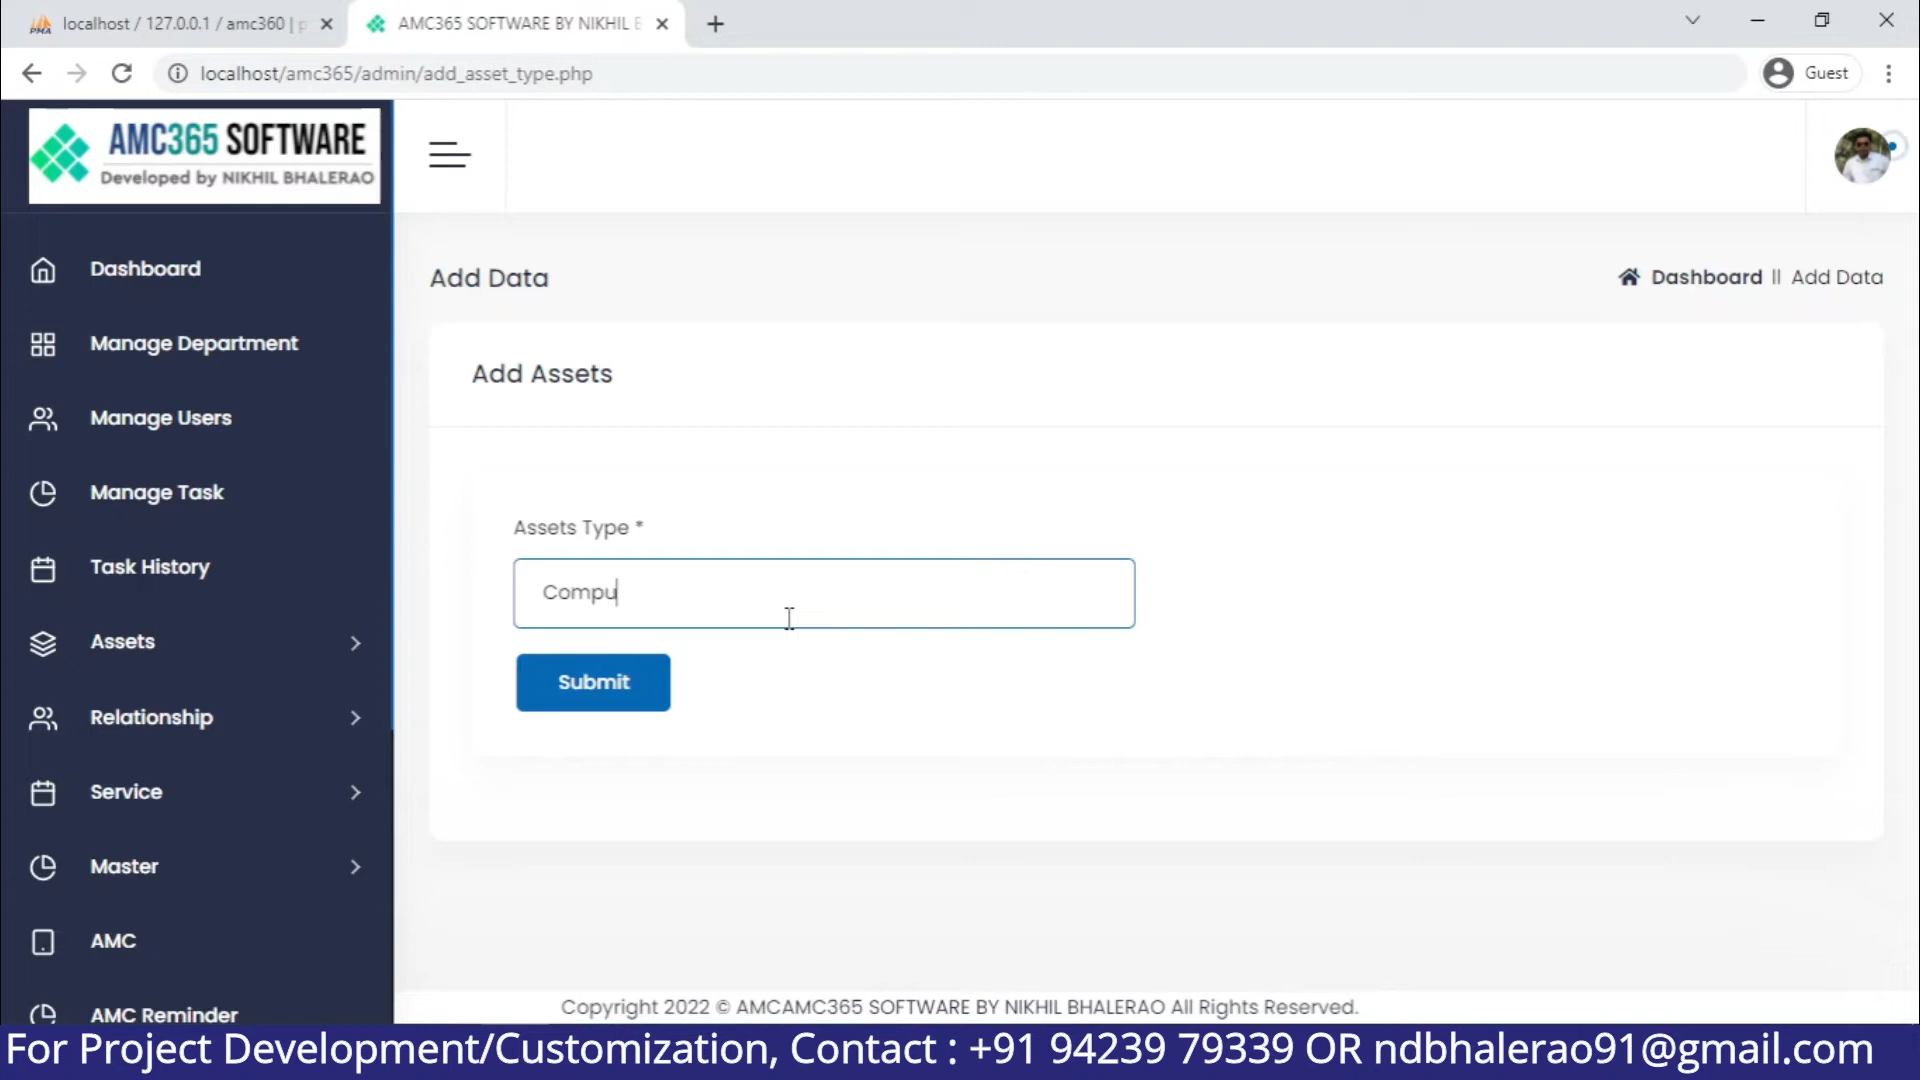 localhost / 127.0.0.1 / amc360 | p
AMC365 SOFTWARE BY NIKHIL B
localhost/amc365/admin/add_asset_type.php
Guest
AMC365 SOFTWARE
Developed by NIKHIL BHALERAO
Dashboard
Manage Department
Manage Users
Manage Task
Task History
Assets
Relationship
Service
Master
AMC
AMC Reminder
Add Data
Dashboard || Add Data
Add Assets
Assets Type *
Compu
Submit
Copyright 2022 © AMCAMC365 SOFTWARE BY NIKHIL BHALERAO All Rights Reserved.
For Project Development/Customization, Contact : +91 94239 79339 OR ndbhalerao91@gmail.com